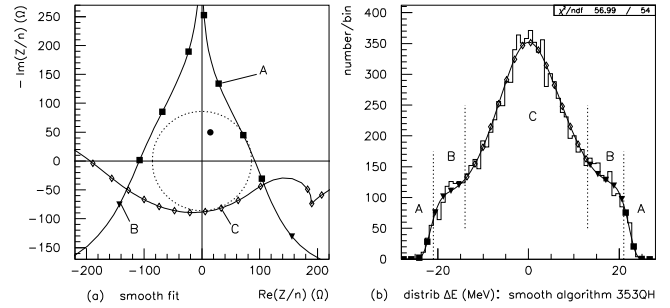 − Im(Z/n) (Ω)
250
200
150
100
50
0
−50
−100
−150
A
B
C
−200
−100
0
100
200
(a) smooth fit Re(Z/n) (Ω)
number/bin
χ²/ndf 56.99 / 54
350
300
250
200
150
100
50
0
C
B
B
A
A
−20
−10
0
10
20
(b) distrib ΔE (MeV): smooth algorithm 353QH